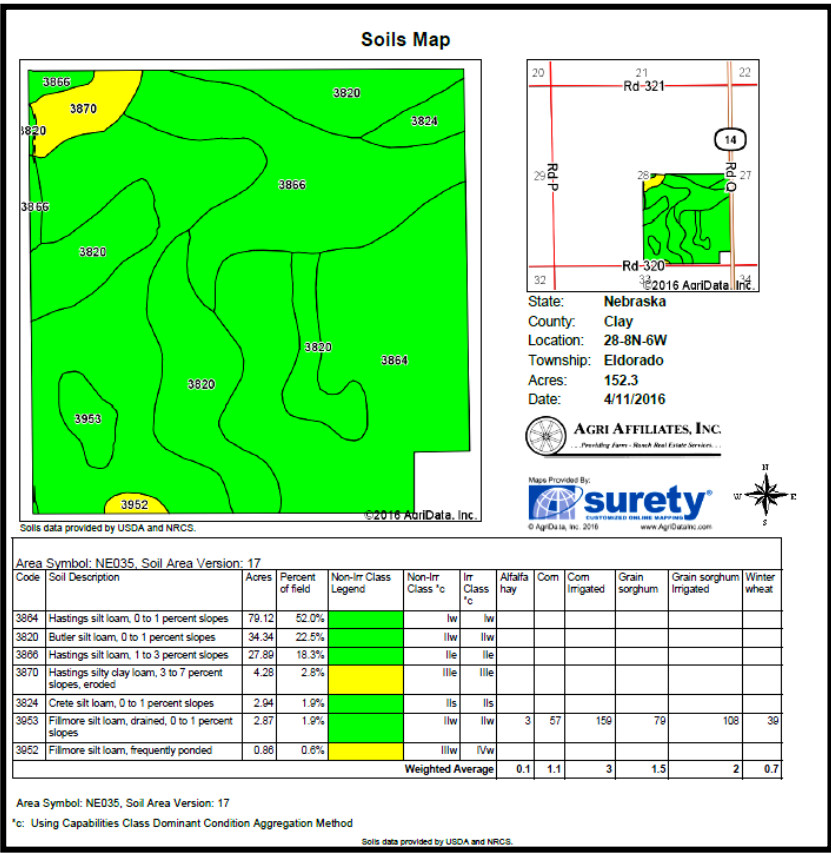 Soils Map
3866
3870
3820
3820
3824
3866
3866
3820
3820
3820
3864
3953
3952
©2016 AgriData, Inc.
Soils data provided by USDA and NRCS.
20 21 22
Rd-321
14
29 Rd-P 28 Rd-Q 27
Rd-320
32 33 34
©2016 AgriData, Inc.
State: Nebraska
County: Clay
Location: 28-8N-6W
Township: Eldorado
Acres: 152.3
Date: 4/11/2016
AGRI AFFILIATES, INC.
. . . Providing Farm - Ranch Real Estate Services. . .
Maps Provided By:
surety®
CUSTOMIZED ONLINE MAPPING
© AgriData, Inc. 2016 www.AgriDataInc.com
N
W E
S
Area Symbol: NE035, Soil Area Version: 17
Code Soil Description Acres Percent of field Non-Irr Class Legend Non-Irr Class *c Irr Class *c Alfalfa hay Corn Corn Irrigated Grain sorghum Grain sorghum Irrigated Winter wheat
3864 Hastings silt loam, 0 to 1 percent slopes 79.12 52.0% Iw Iw
3820 Butler silt loam, 0 to 1 percent slopes 34.34 22.5% IIw IIw
3866 Hastings silt loam, 1 to 3 percent slopes 27.89 18.3% IIe IIe
3870 Hastings silty clay loam, 3 to 7 percent slopes, eroded 4.28 2.8% IIIe IIIe
3824 Crete silt loam, 0 to 1 percent slopes 2.94 1.9% IIs IIs
3953 Fillmore silt loam, drained, 0 to 1 percent slopes 2.87 1.9% IIw IIw 3 57 159 79 108 39
3952 Fillmore silt loam, frequently ponded 0.86 0.6% IIIw IVw
Weighted Average 0.1 1.1 3 1.5 2 0.7
Area Symbol: NE035, Soil Area Version: 17
*c: Using Capabilities Class Dominant Condition Aggregation Method
Soils data provided by USDA and NRCS.